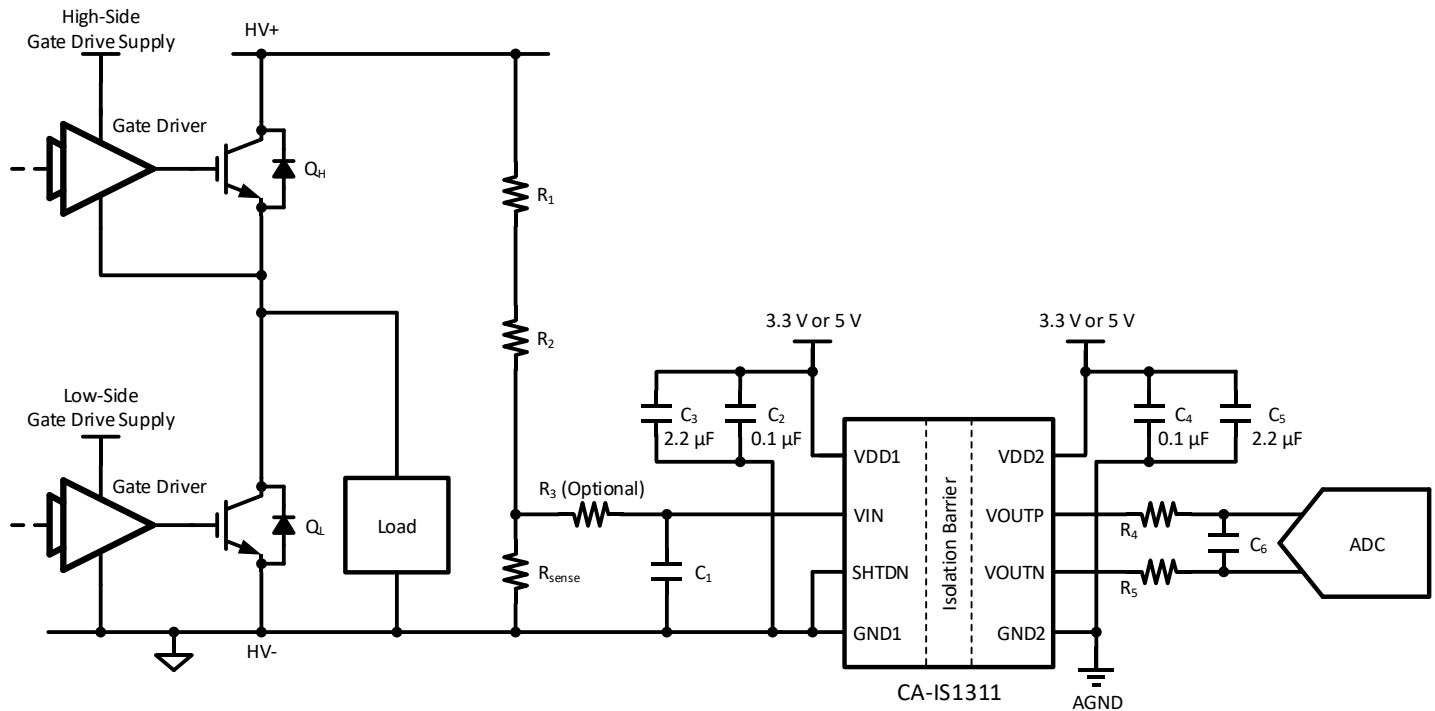 High-Side
Gate Drive Supply
HV+
Gate Driver
QH
R1
R2
Low-Side
Gate Drive Supply
Gate Driver
QL
Load
HV-
R3 (Optional)
Rsense
C1
3.3 V or 5 V
C3
2.2 µF
C2
0.1 µF
VDD1
VIN
SHTDN
GND1
Isolation Barrier
VDD2
VOUTP
VOUTN
GND2
CA-IS1311
3.3 V or 5 V
C4
0.1 µF
C5
2.2 µF
R4
R5
C6
ADC
AGND